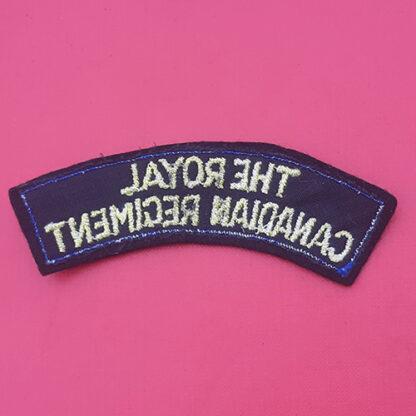 THE ROYAL
CANADIAN REGIMENT